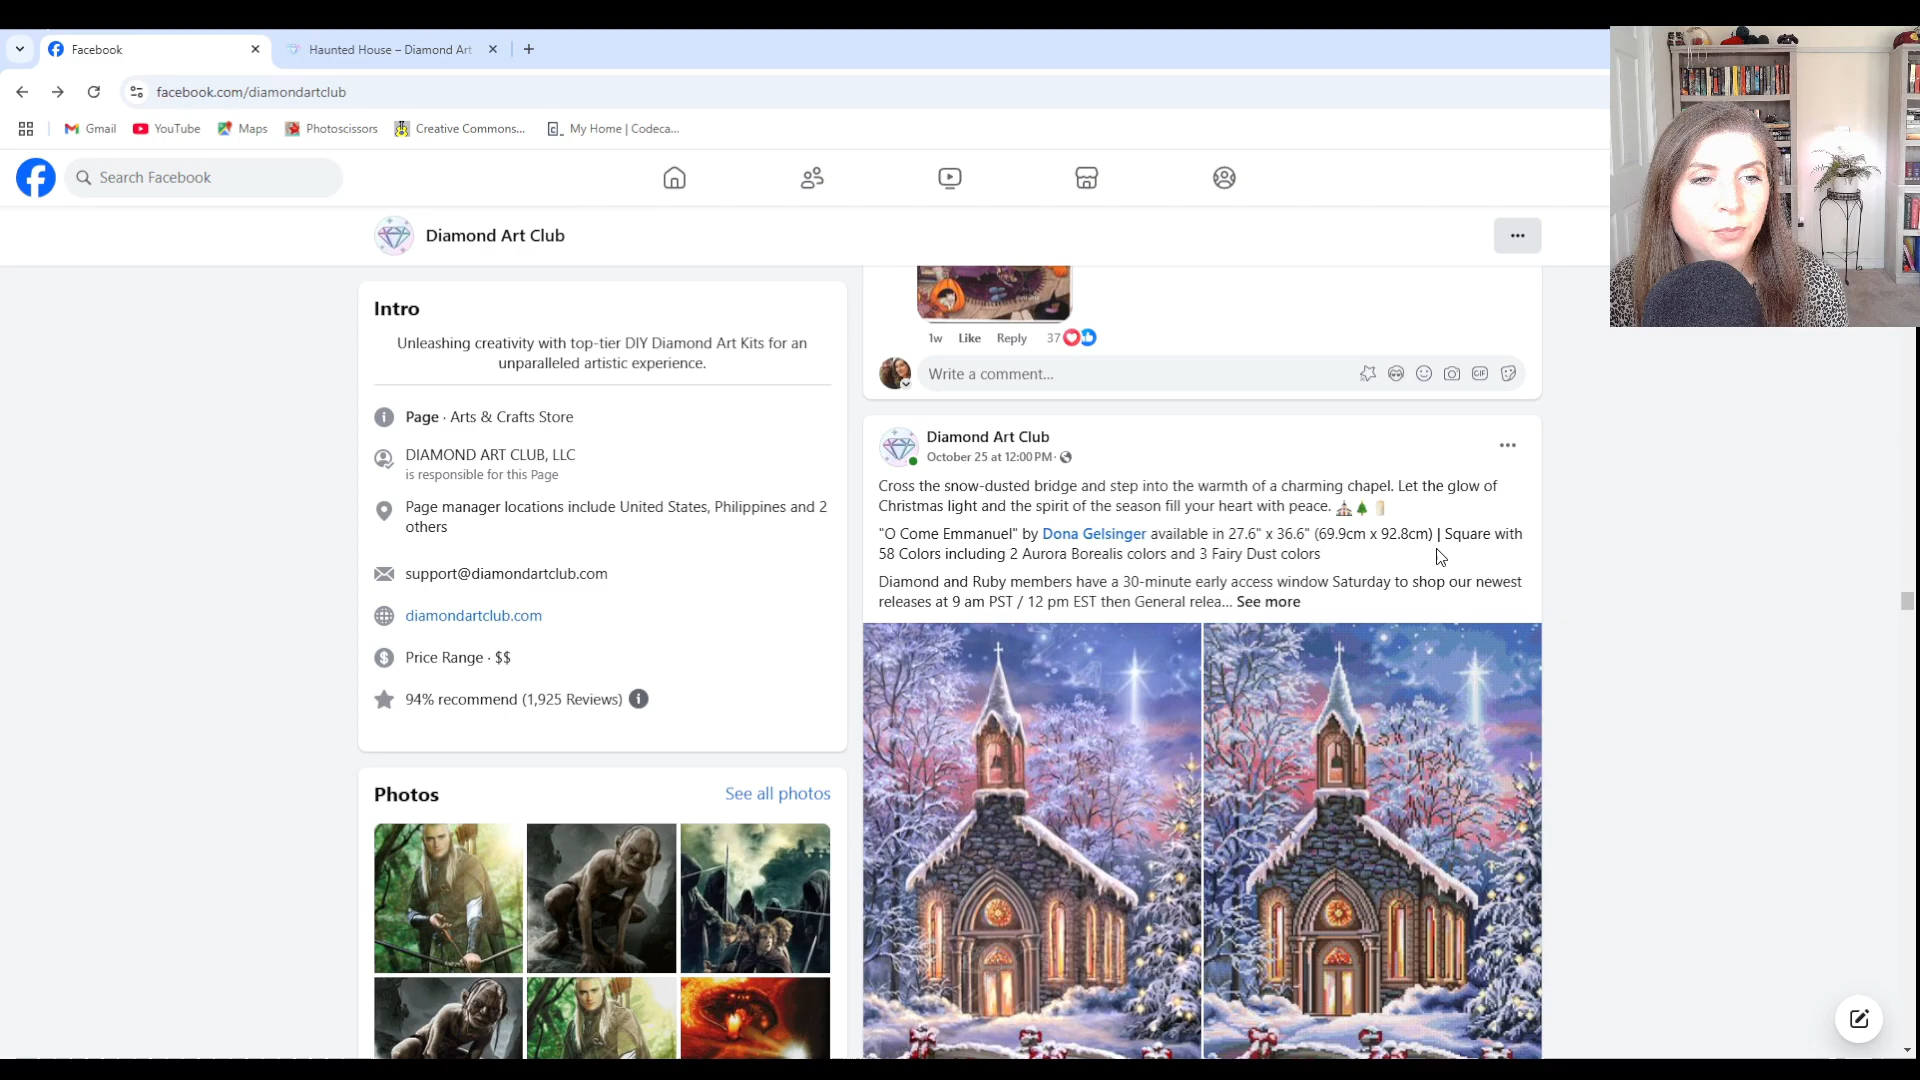 Facebook
Haunted House – Diamond Art
facebook.com/diamondartclub
Gmail
YouTube
Maps
Photoscissors
Creative Commons...
My Home | Codeca...
Search Facebook
Diamond Art Club
Intro
Unleashing creativity with top-tier DIY Diamond Art Kits for an
unparalleled artistic experience.
Page · Arts & Crafts Store
DIAMOND ART CLUB, LLC
is responsible for this Page
Page manager locations include United States, Philippines and 2
others
support@diamondartclub.com
diamondartclub.com
Price Range · $$
94% recommend (1,925 Reviews)
Photos
See all photos
1w Like Reply 37
Write a comment...
GIF
Diamond Art Club
October 25 at 12:00 PM ·
Cross the snow-dusted bridge and step into the warmth of a charming chapel. Let the glow of
Christmas light and the spirit of the season fill your heart with peace.
"O Come Emmanuel" by Dona Gelsinger available in 27.6" x 36.6" (69.9cm x 92.8cm) | Square with
58 Colors including 2 Aurora Borealis colors and 3 Fairy Dust colors
Diamond and Ruby members have a 30-minute early access window Saturday to shop our newest
releases at 9 am PST / 12 pm EST then General relea... See more